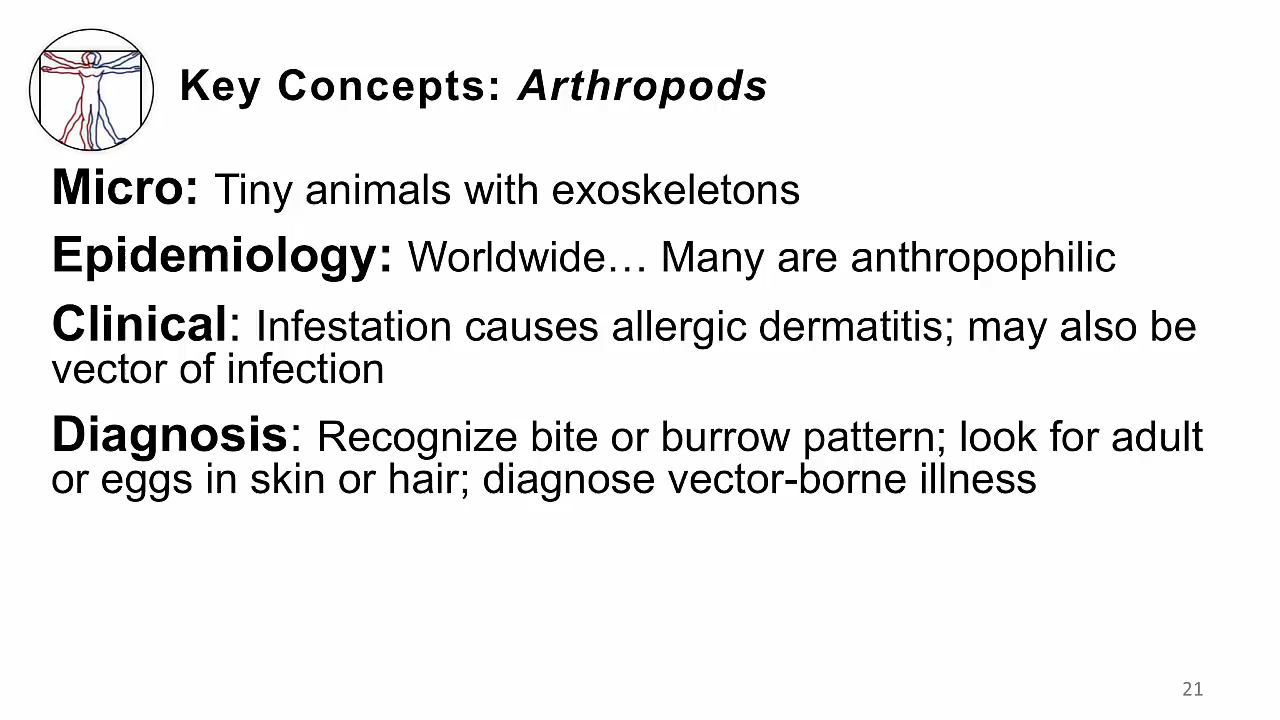 Key Concepts: Arthropods
Micro: Tiny animals with exoskeletons
Epidemiology: Worldwide… Many are anthropophilic
Clinical: Infestation causes allergic dermatitis; may also be
vector of infection
Diagnosis: Recognize bite or burrow pattern; look for adult
or eggs in skin or hair; diagnose vector-borne illness
21